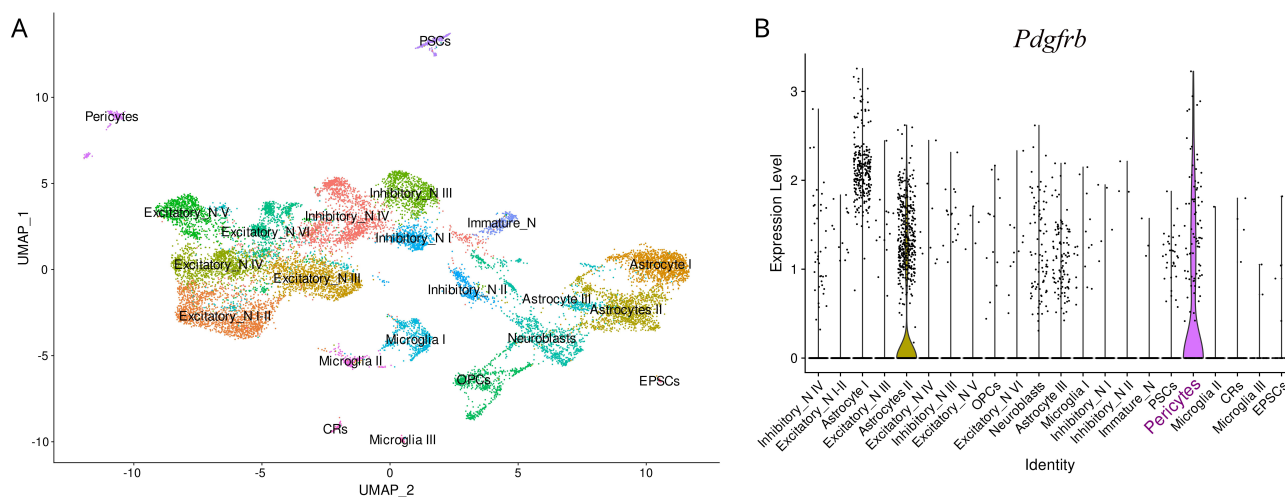 A
UMAP_1
10
5
0
-5
-10
PSCs
Pericytes
Inhibitory_N III
Excitatory_N V
Inhibitory_N IV
Immature_N
Excitatory_N VI
Inhibitory_N I
Excitatory_N IV
Astrocyte I
Excitatory_N III
Inhibitory_N II
Astrocyte III
Astrocytes II
Excitatory_N I-II
Microglia I
Neuroblasts
Microglia II
OPCs
EPSCs
CRs
Microglia III
-10
-5
0
5
10
UMAP_2
B
Pdgfrb
Expression Level
3
2
1
0
Inhibitory_N IV
Excitatory_N I-II
Astrocyte I
Excitatory_N III
Astrocytes II
Excitatory_N IV
Inhibitory_N III
Excitatory_N V
OPCs
Excitatory_N VI
Neuroblasts
Astrocyte III
Microglia I
Inhibitory_N I
Inhibitory_N II
Immature_N
PSCs
Pericytes
Microglia II
CRs
Microglia III
EPSCs
Identity